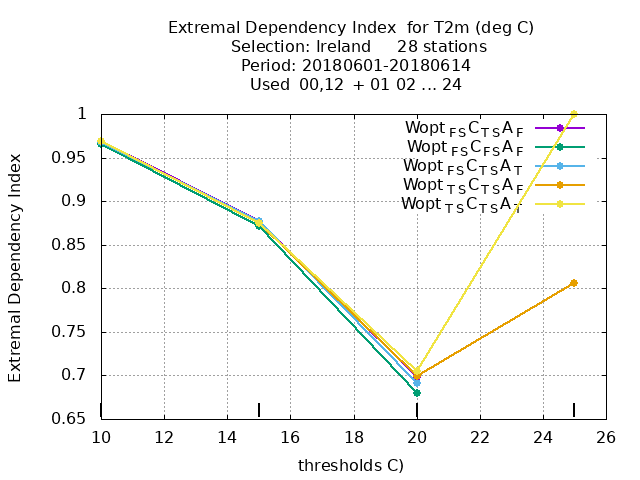 Extremal Dependency Index for T2m (deg C)
Selection: Ireland 28 stations
Period: 20180601-20180614
Used 00,12 + 01 02 ... 24
1
0.95
0.9
0.85
0.8
0.75
0.7
0.65
Extremal Dependency Index
Wopt FS C TS A F
Wopt FS C FS A F
Wopt FS C TS A T
Wopt TS C TS A F
Wopt TS C TS A T
10 12 14 16 18 20 22 24 26
thresholds C)